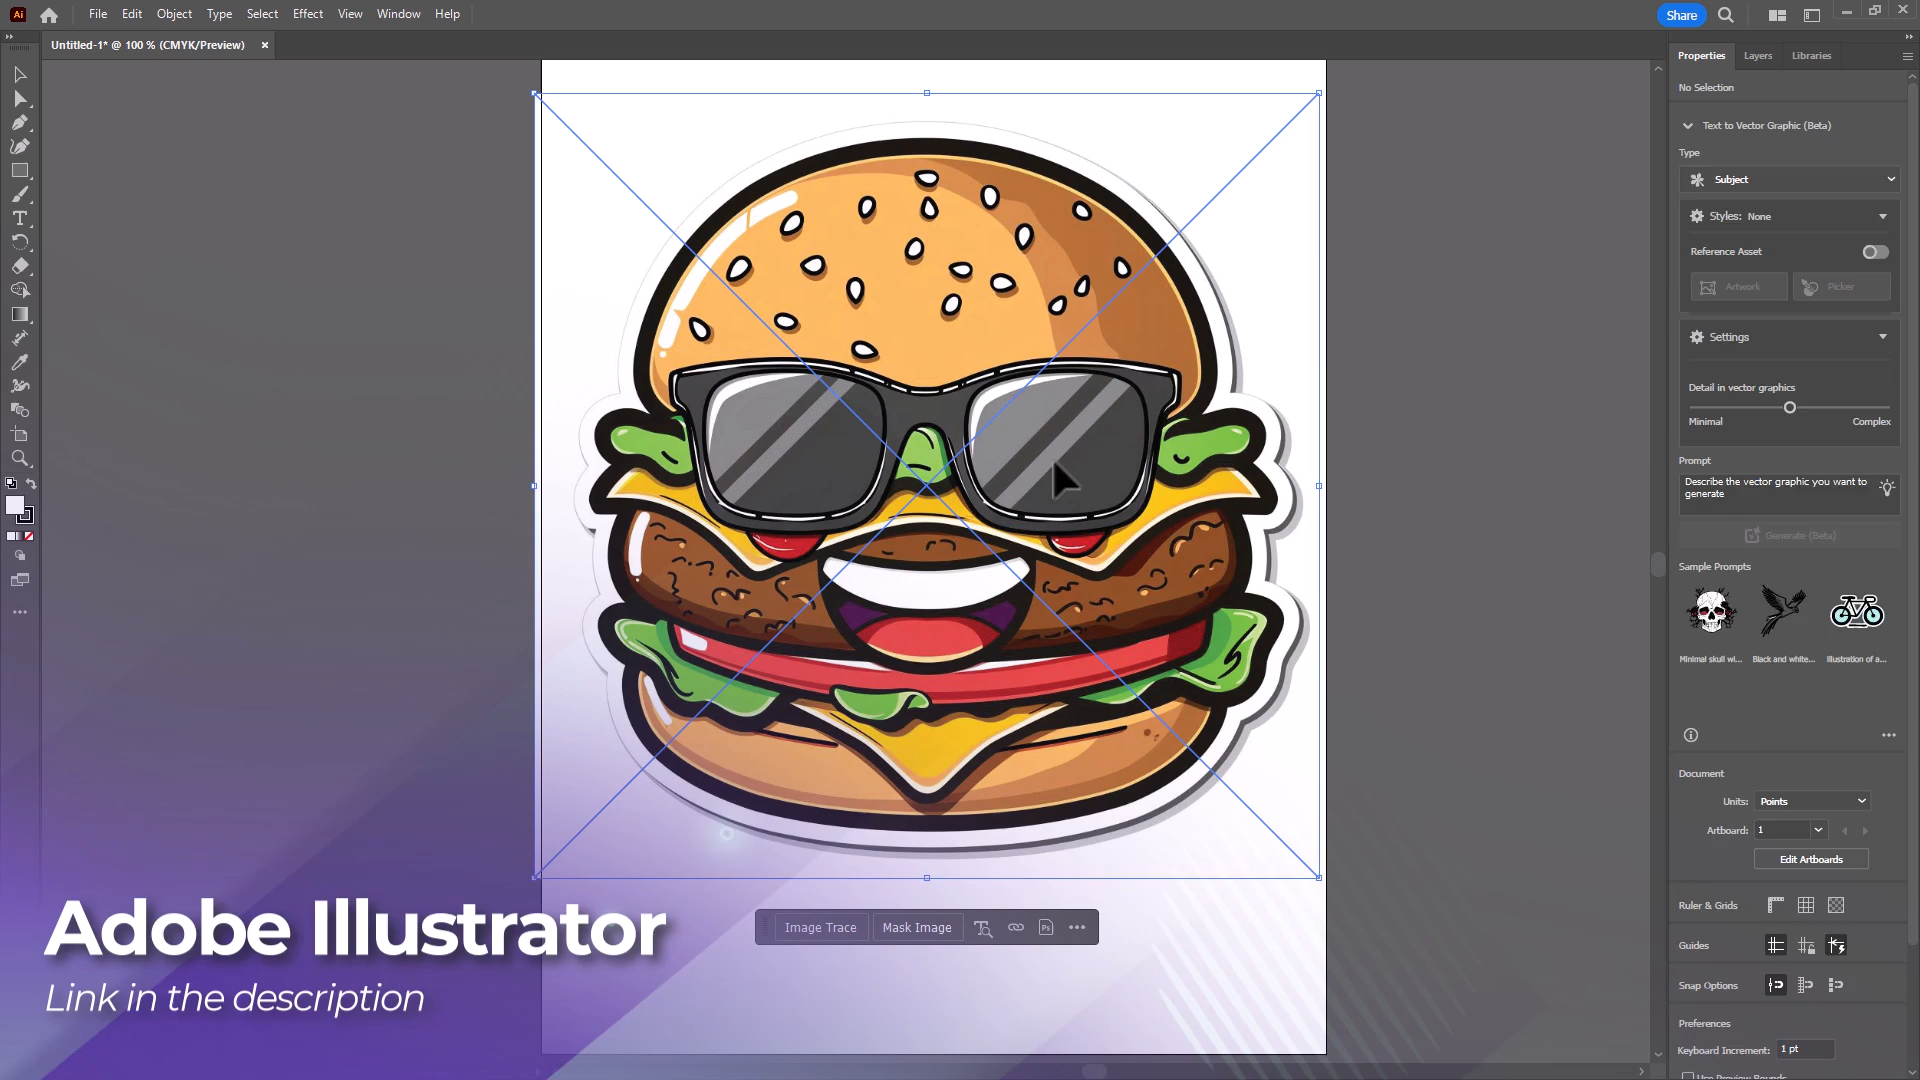 Ai
File Edit Object Type Select Effect View Window Help
Share
Untitled-1* @ 100 % (CMYK/Preview) ×
Properties Layers Libraries
No Selection
Text to Vector Graphic (Beta)
Type
Subject
Styles: None
Reference Asset
Artwork Picker
Settings
Detail in vector graphics
Minimal Complex
Prompt
Describe the vector graphic you want to
generate
Generate (Beta)
Sample Prompts
Minimal skull wi... Black and white... Illustration of a...
Document
Units: Points
Artboard: 1
Edit Artboards
Ruler & Grids
Guides
Snap Options
Preferences
Keyboard Increment: 1 pt
Use Preview Bounds
Image Trace Mask Image Ps
Adobe Illustrator
Link in the description